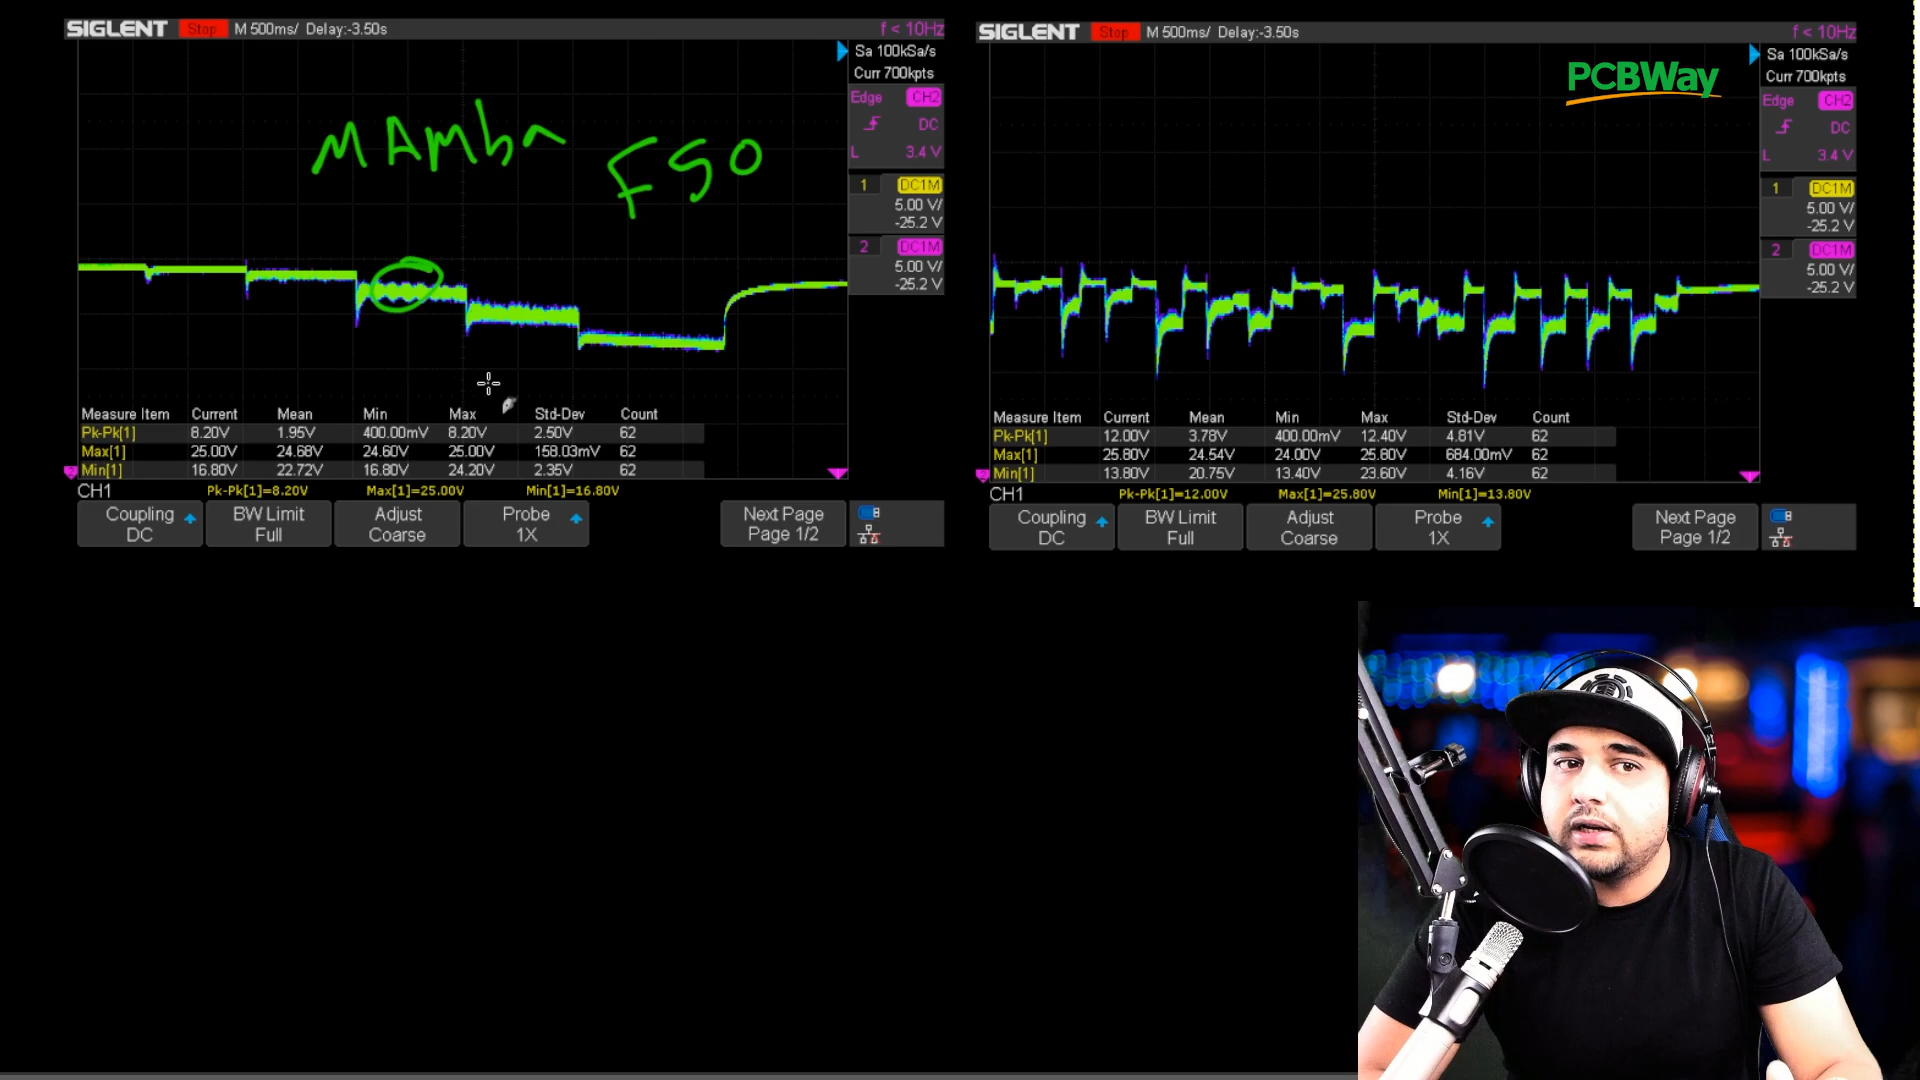 SIGLENT Stop M 500ms/ Delay:-3.50s f < 10Hz
Sa 100kSa/s
Curr 700kpts
Edge CH2
DC
L 3.4 V
1 DC1M
5.00 V/
-25.2 V
2 DC1M
5.00 V/
-25.2 V
MAmba F50
Measure Item Current Mean Min Max Std-Dev Count
Pk-Pk[1] 8.20V 1.95V 400.00mV 8.20V 2.50V 62
Max[1] 25.00V 24.68V 24.60V 25.00V 158.03mV 62
Min[1] 16.80V 22.72V 16.80V 24.20V 2.35V 62
CH1 Pk-Pk[1]=8.20V Max[1]=25.00V Min[1]=16.80V
Coupling BW Limit Adjust Probe Next Page
DC Full Coarse 1X Page 1/2
SIGLENT Stop M 500ms/ Delay:-3.50s f < 10Hz
Sa 100kSa/s
Curr 700kpts
PCBWay
Edge CH2
DC
L 3.4 V
1 DC1M
5.00 V/
-25.2 V
2 DC1M
5.00 V/
-25.2 V
Measure Item Current Mean Min Max Std-Dev Count
Pk-Pk[1] 12.00V 3.78V 400.00mV 12.40V 4.81V 62
Max[1] 25.80V 24.54V 24.00V 25.80V 684.00mV 62
Min[1] 13.80V 20.75V 13.40V 23.60V 4.16V 62
CH1 Pk-Pk[1]=12.00V Max[1]=25.80V Min[1]=13.80V
Coupling BW Limit Adjust Probe Next Page
DC Full Coarse 1X Page 1/2